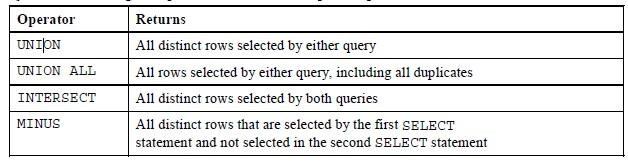 Operator Returns
UNION All distinct rows selected by either query
UNION ALL All rows selected by either query, including all duplicates
INTERSECT All distinct rows selected by both queries
MINUS All distinct rows that are selected by the first SELECT
statement and not selected in the second SELECT statement